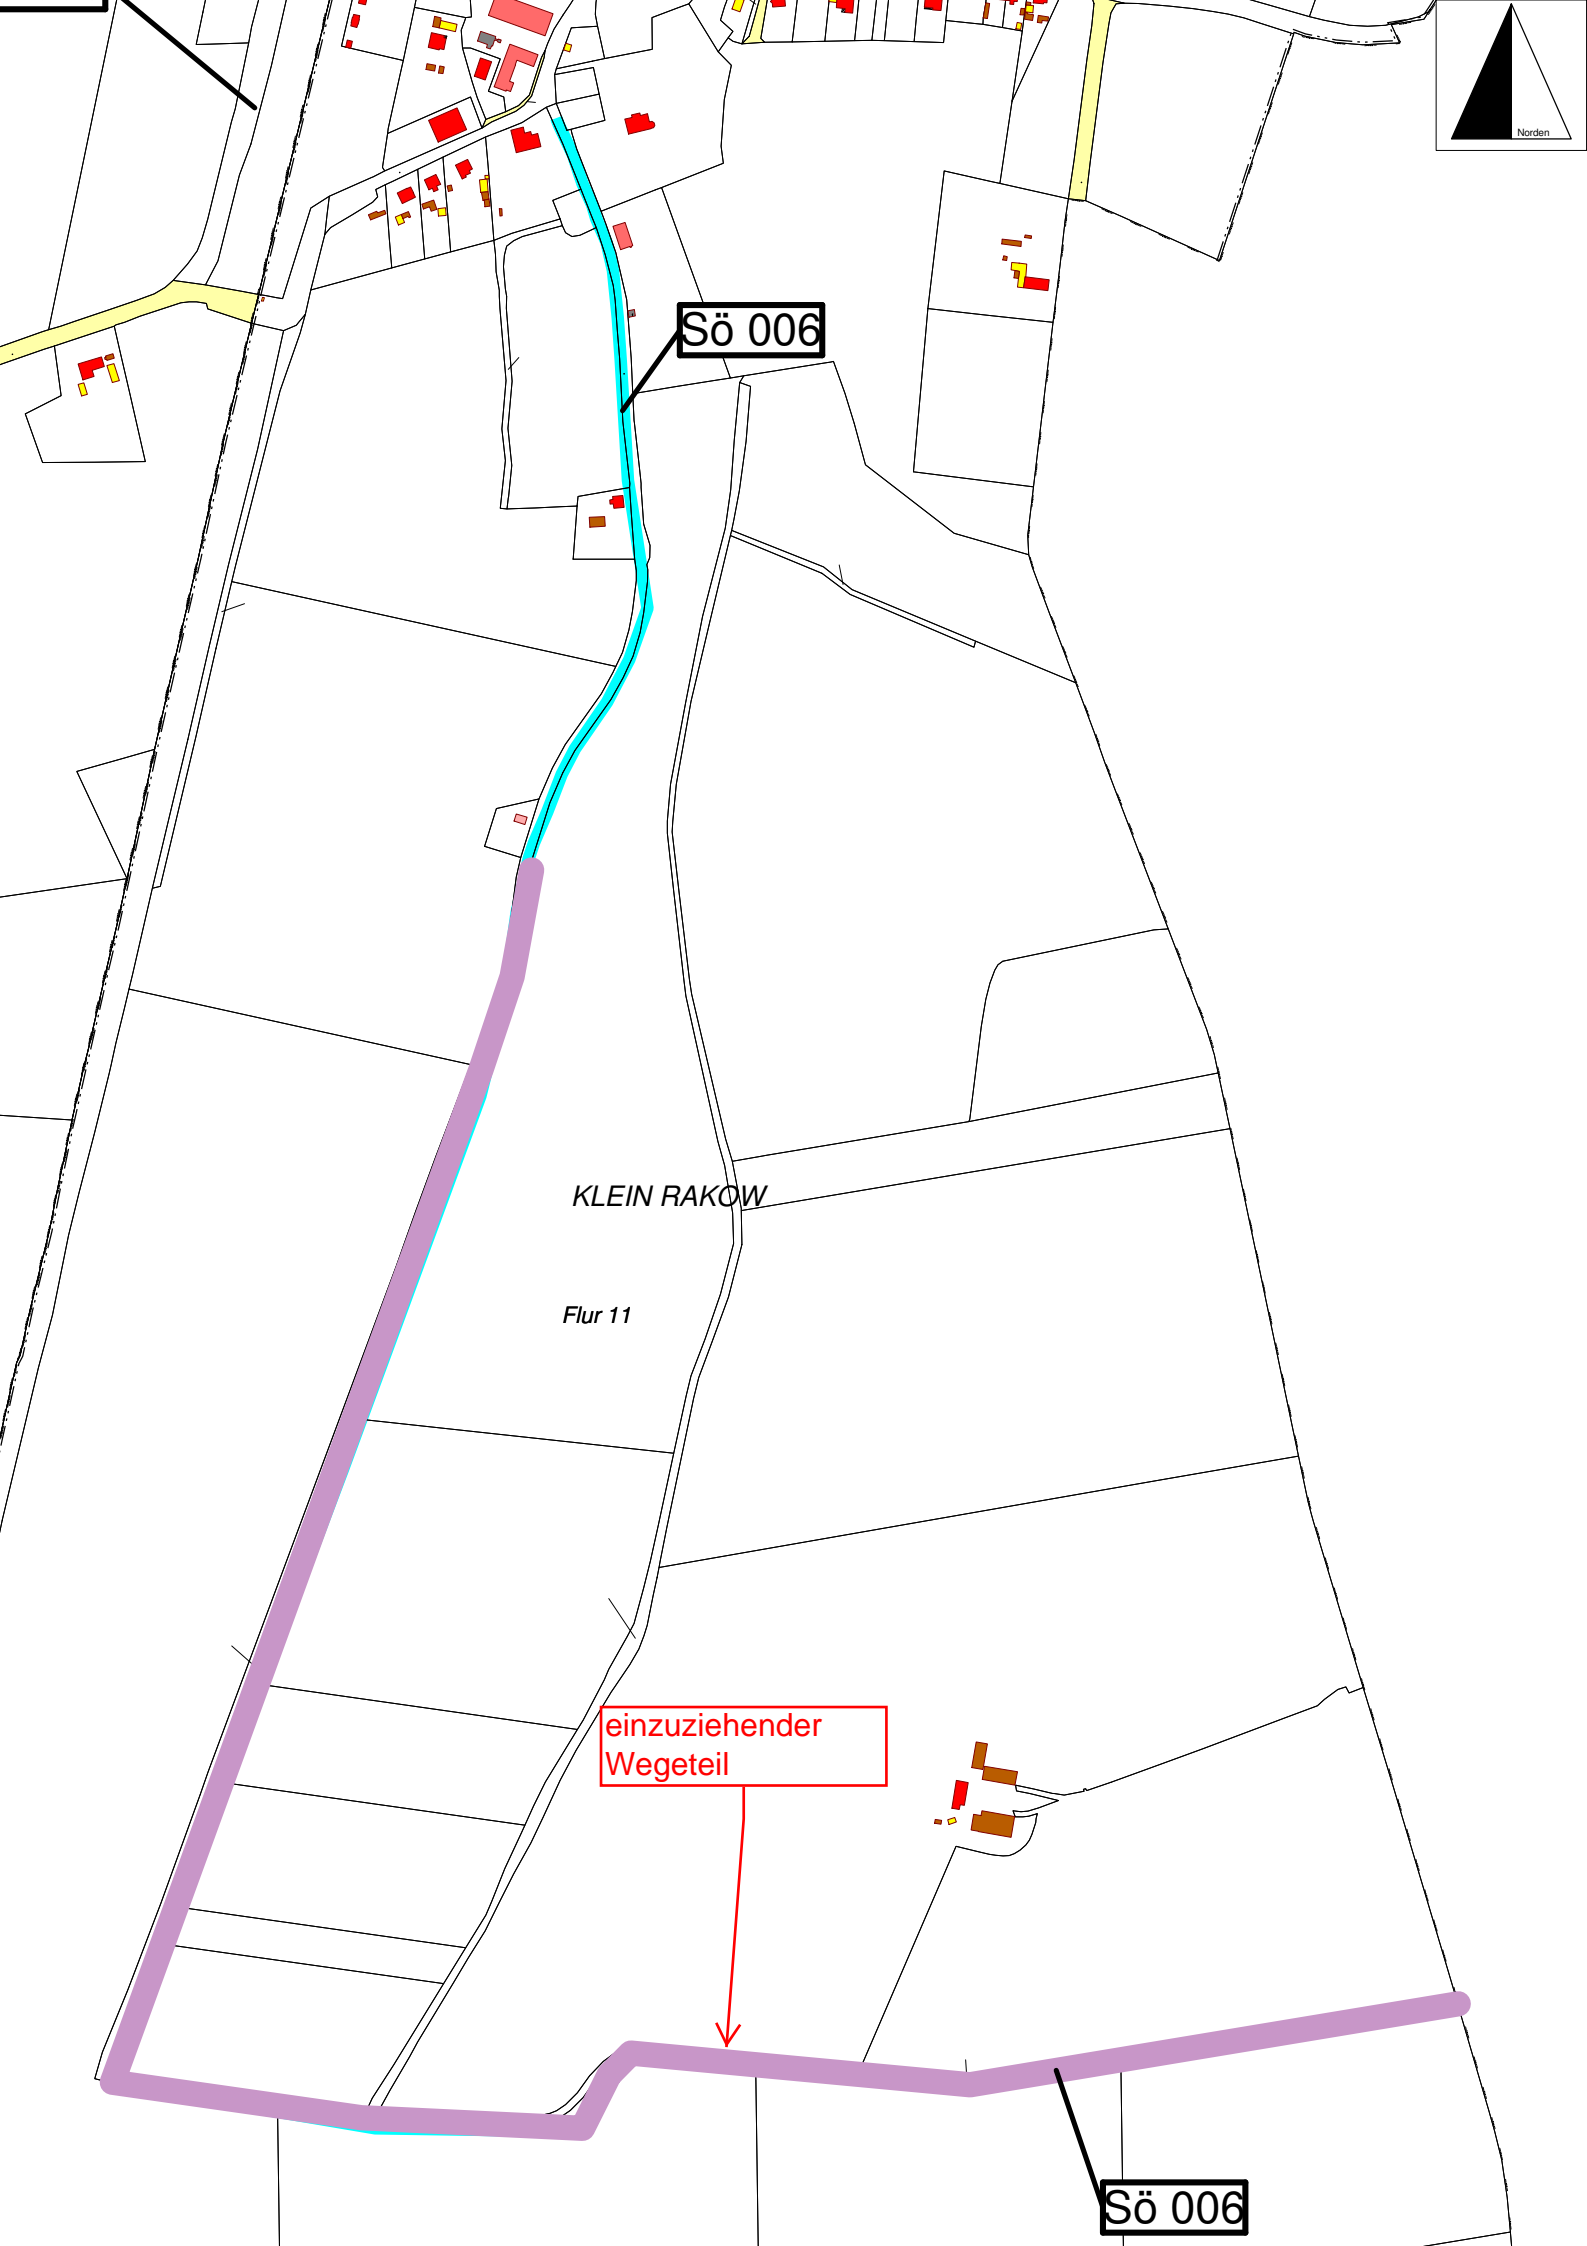 Norden
Sö 006
KLEIN RAKOW
Flur 11
einzuziehender
Wegeteil
Sö 006